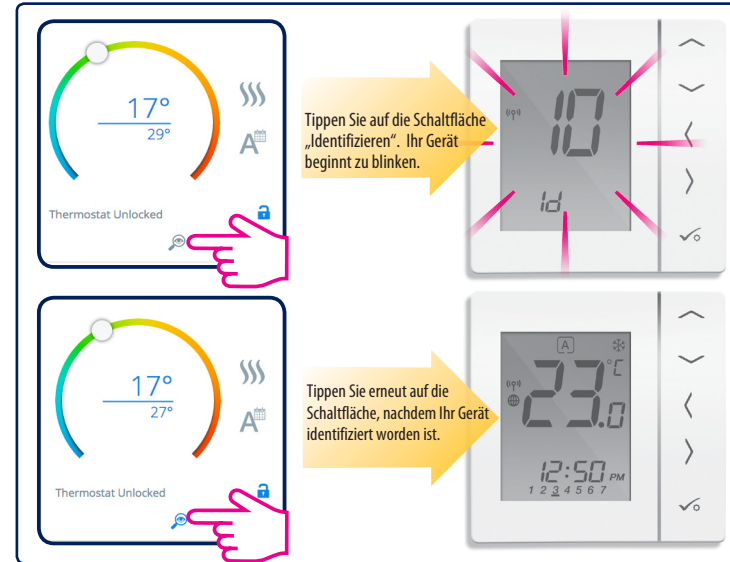 17°
29°
A
Thermostat Unlocked
Tippen Sie auf die Schaltfläche
„Identifizieren“. Ihr Gerät
beginnt zu blinken.
10
Id
17°
27°
A
Thermostat Unlocked
Tippen Sie erneut auf die
Schaltfläche, nachdem Ihr Gerät
identifiziert worden ist.
A
23.0 °C
12:50 PM
1 2 3 4 5 6 7